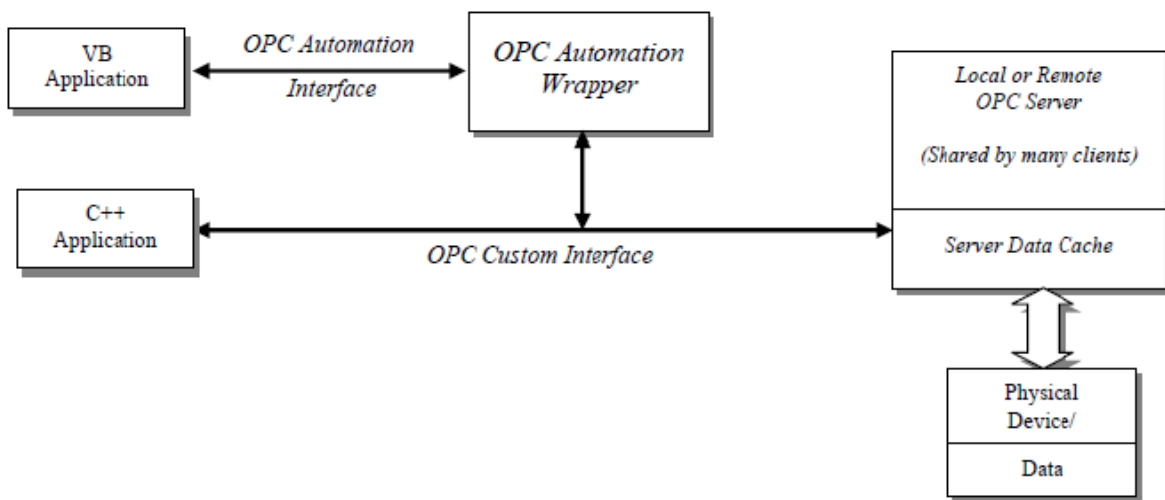 VB
Application
OPC Automation
Interface
OPC Automation
Wrapper
Local or Remote
OPC Server
(Shared by many clients)
C++
Application
OPC Custom Interface
Server Data Cache
Physical
Device/
Data